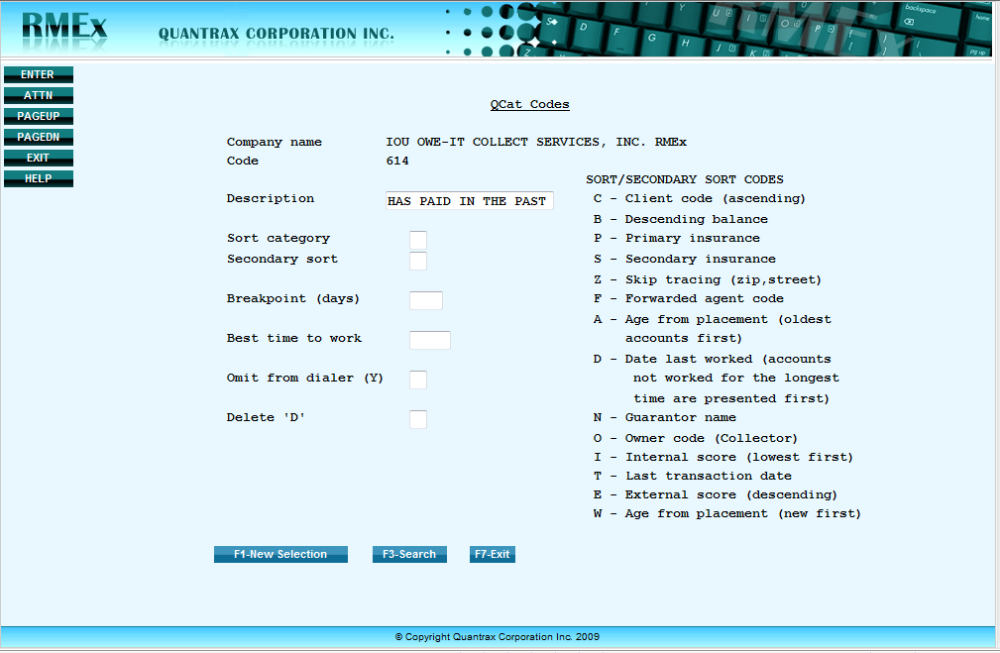 RMEx
QUANTRAX CORPORATION INC.
ENTER
ATTN
PAGEUP
PAGEDN
EXIT
HELP
QCat Codes
Company name IOU OWE-IT COLLECT SERVICES, INC. RMEx
Code 614
Description HAS PAID IN THE PAST
Sort category
Secondary sort
Breakpoint (days)
Best time to work
Omit from dialer (Y)
Delete 'D'
SORT/SECONDARY SORT CODES
C - Client code (ascending)
B - Descending balance
P - Primary insurance
S - Secondary insurance
Z - Skip tracing (zip,street)
F - Forwarded agent code
A - Age from placement (oldest
accounts first)
D - Date last worked (accounts
not worked for the longest
time are presented first)
N - Guarantor name
O - Owner code (Collector)
I - Internal score (lowest first)
T - Last transaction date
E - External score (descending)
W - Age from placement (new first)
F1-New Selection F3-Search F7-Exit
© Copyright Quantrax Corporation Inc. 2009